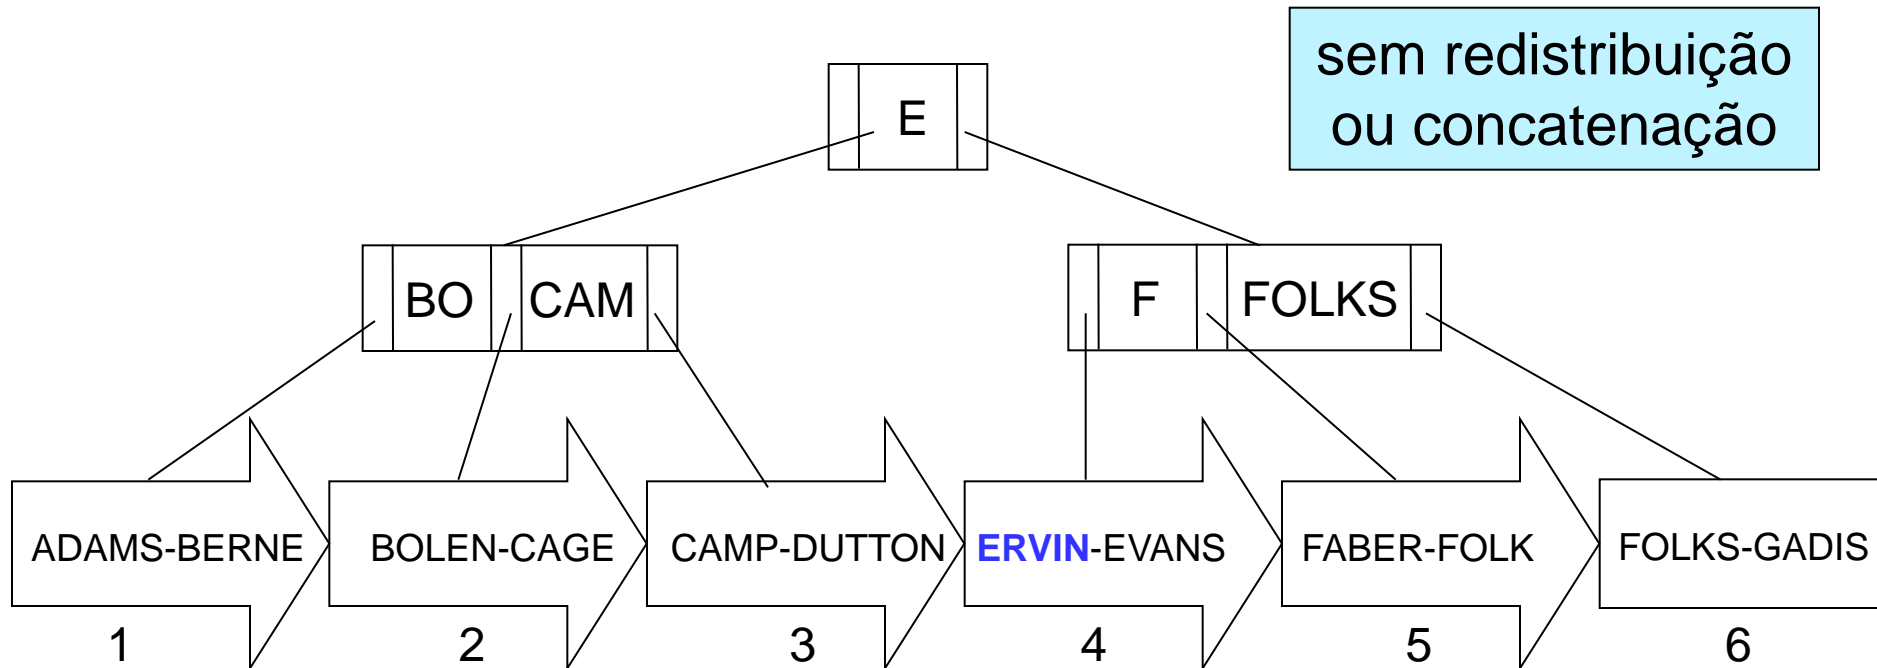 sem redistribuição
ou concatenação
E
BO CAM
F FOLKS
ADAMS-BERNE
BOLEN-CAGE
CAMP-DUTTON
ERVIN-EVANS
FABER-FOLK
FOLKS-GADIS
1 2 3 4 5 6